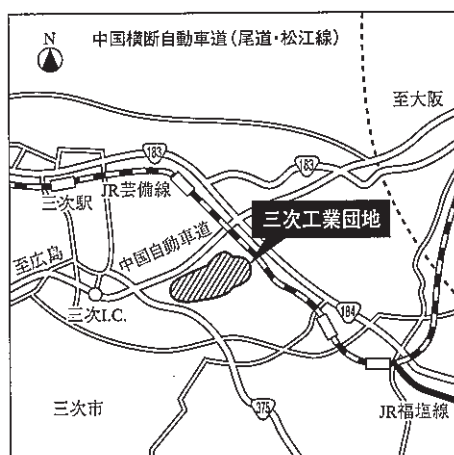 N
中国横断自動車道(尾道・松江線)
至大阪
183
183
三次駅
JR芸備線
三次工業団地
至広島
中国自動車道
三次I.C.
184
三次市
375
JR福塩線